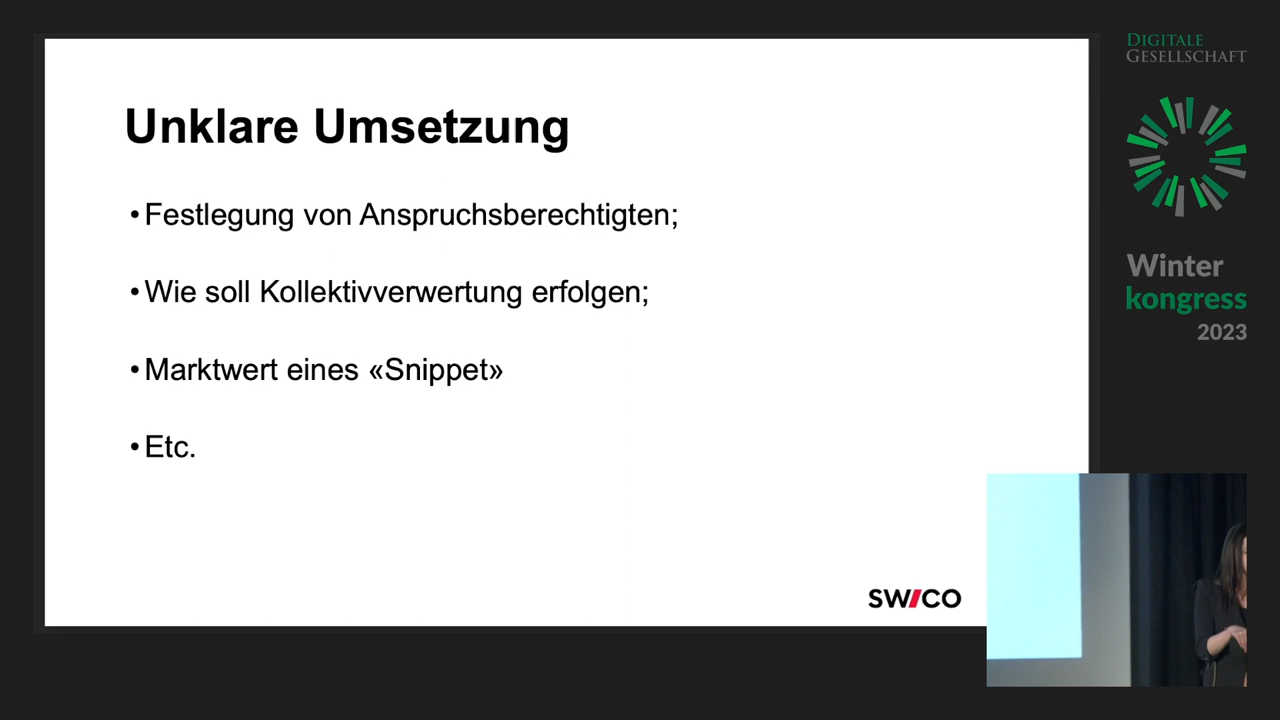 Unklare Umsetzung
• Festlegung von Anspruchsberechtigten;
• Wie soll Kollektivverwertung erfolgen;
• Marktwert eines «Snippet»
• Etc.
SWICO
DIGITALE
GESELLSCHAFT
Winter
kongress
2023